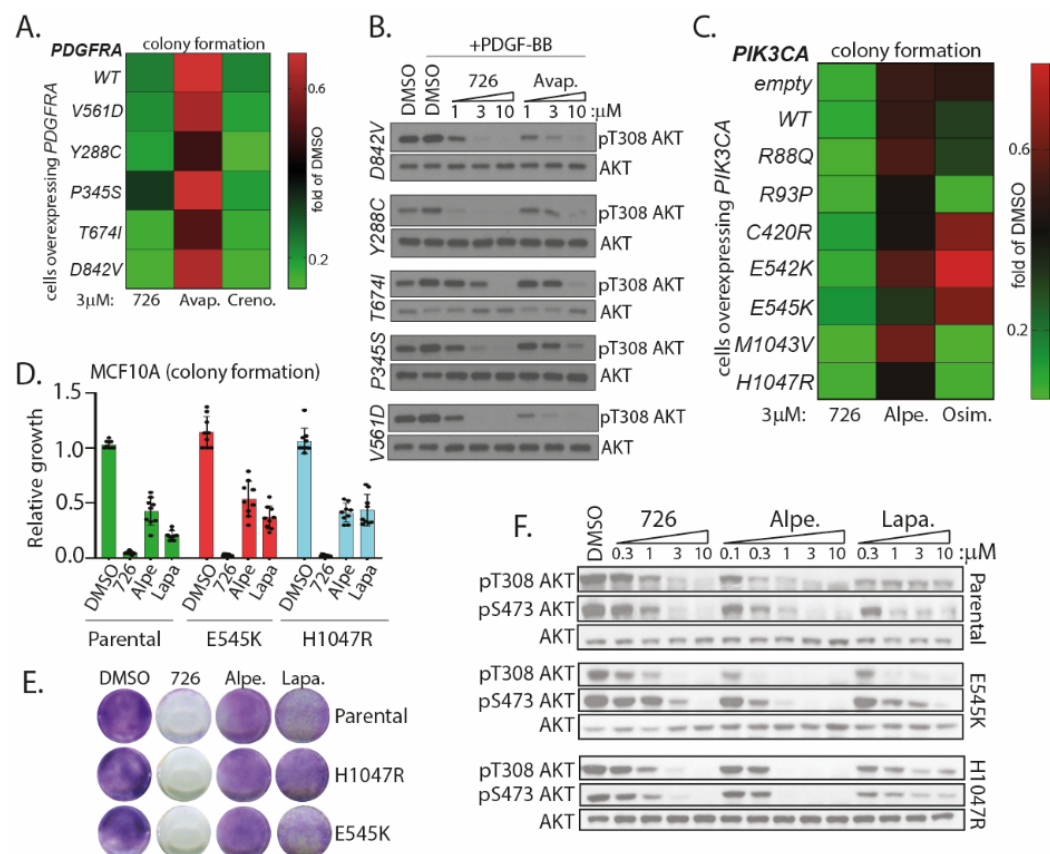 A.
PDGFRA
colony formation
WT
V561D
Y288C
P345S
T674I
D842V
cells overexpressing PDGFRA
3µM: 726 Avap. Creno.
0.6
0.2
fold of DMSO
B.
+PDGF-BB
DMSO DMSO 726 Avap.
1 3 10 1 3 10 :µM
D842V
pT308 AKT
AKT
Y288C
pT308 AKT
AKT
T674I
pT308 AKT
AKT
P345S
pT308 AKT
AKT
V561D
pT308 AKT
AKT
C.
PIK3CA
colony formation
empty
WT
R88Q
R93P
C420R
E542K
E545K
M1043V
H1047R
cells overexpressing PIK3CA
3µM: 726 Alpe. Osim.
0.6
0.2
fold of DMSO
D.
MCF10A (colony formation)
Relative growth
1.5
1.0
0.5
0.0
DMSO 726 Alpe Lapa DMSO 726 Alpe Lapa DMSO 726 Alpe Lapa
Parental E545K H1047R
E.
DMSO 726 Alpe. Lapa.
Parental
H1047R
E545K
F.
DMSO 726 Alpe. Lapa.
0.3 1 3 10 0.1 0.3 1 3 10 0.3 1 3 10 :µM
pT308 AKT
pS473 AKT
AKT
Parental
pT308 AKT
pS473 AKT
AKT
E545K
pT308 AKT
pS473 AKT
AKT
H1047R